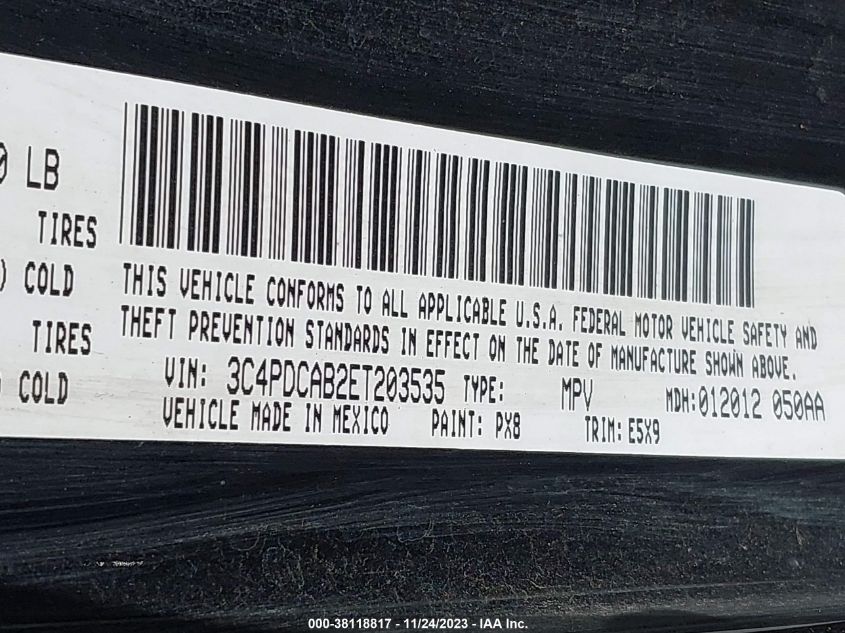 0 LB
TIRES
) COLD
TIRES
COLD
THIS VEHICLE CONFORMS TO ALL APPLICABLE U.S.A. FEDERAL MOTOR VEHICLE SAFETY AND
THEFT PREVENTION STANDARDS IN EFFECT ON THE DATE OF MANUFACTURE SHOWN ABOVE.
VIN: 3C4PDCAB2ET203535 TYPE: MPV MDH:012012 050AA
VEHICLE MADE IN MEXICO PAINT: PX8 TRIM: E5X9
000-38118817 - 11/24/2023 - IAA Inc.